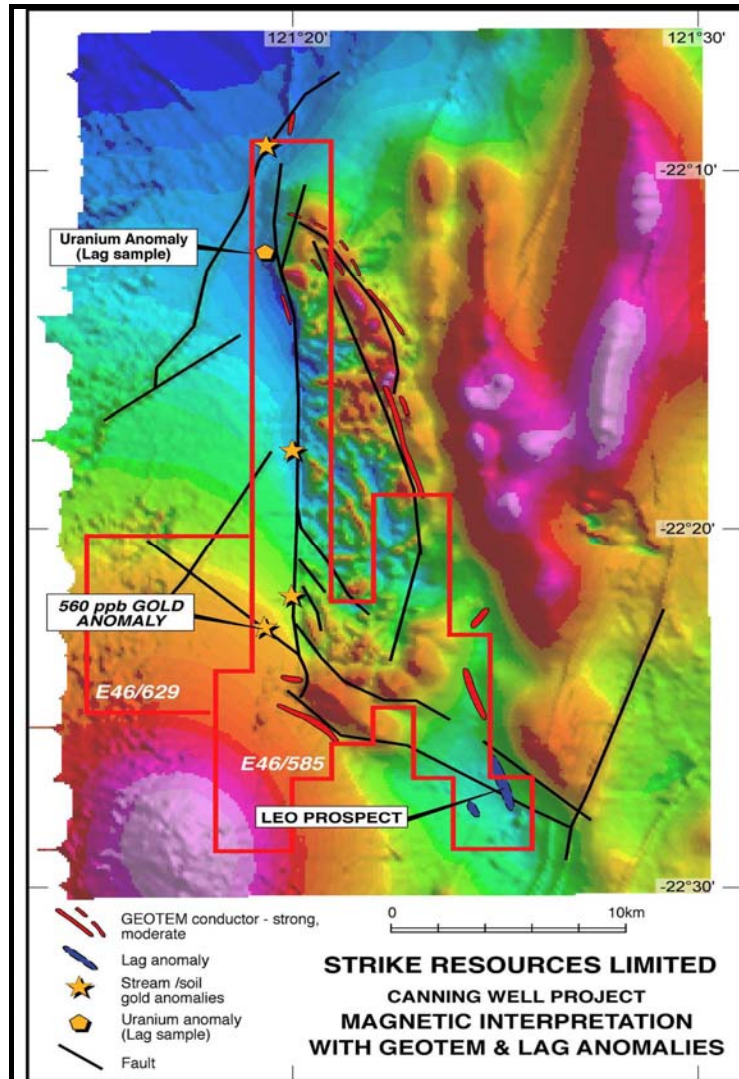 121°20'
121°30'
-22°10'
Uranium Anomaly
(Lag sample)
-22°20'
560 ppb GOLD
ANOMALY
E46/629
E46/585
LEO PROSPECT
-22°30'
GEOTEM conductor - strong,
moderate
Lag anomaly
Stream /soil
gold anomalies
Uranium anomaly
(Lag sample)
Fault
0
10km
STRIKE RESOURCES LIMITED
CANNING WELL PROJECT
MAGNETIC INTERPRETATION
WITH GEOTEM & LAG ANOMALIES